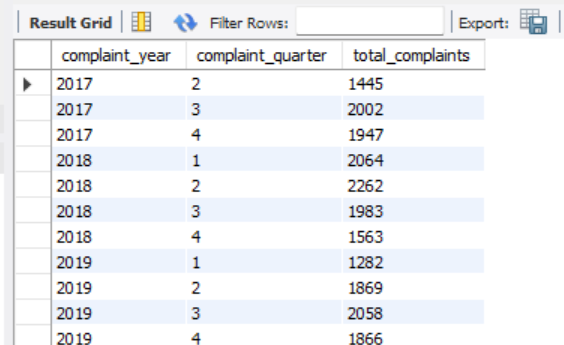 Result Grid Filter Rows: Export:
complaint_year complaint_quarter total_complaints
2017 2 1445
2017 3 2002
2017 4 1947
2018 1 2064
2018 2 2262
2018 3 1983
2018 4 1563
2019 1 1282
2019 2 1869
2019 3 2058
2019 4 1866